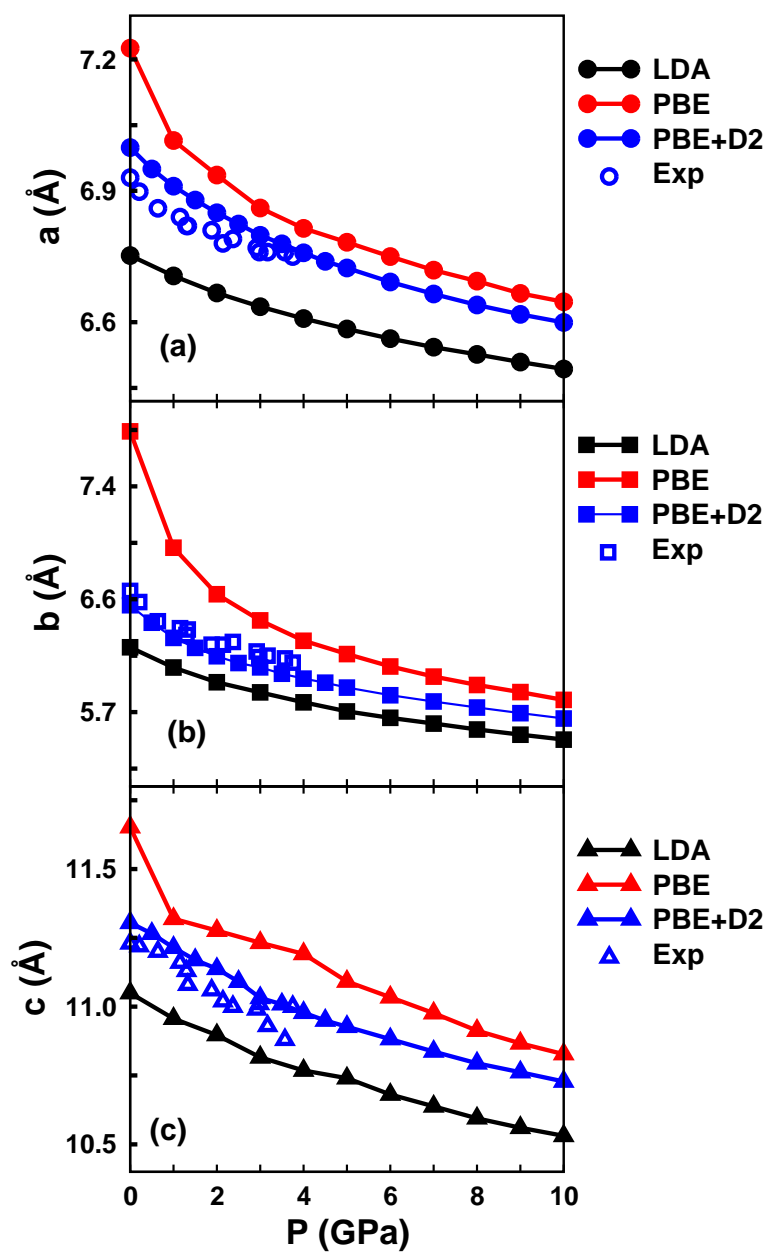 7.2
6.9
6.6
a (Å)
(a)
LDA
PBE
PBE+D2
Exp
7.4
6.6
5.7
b (Å)
(b)
LDA
PBE
PBE+D2
Exp
11.5
11.0
10.5
c (Å)
(c)
LDA
PBE
PBE+D2
Exp
0 2 4 6 8 10
P (GPa)